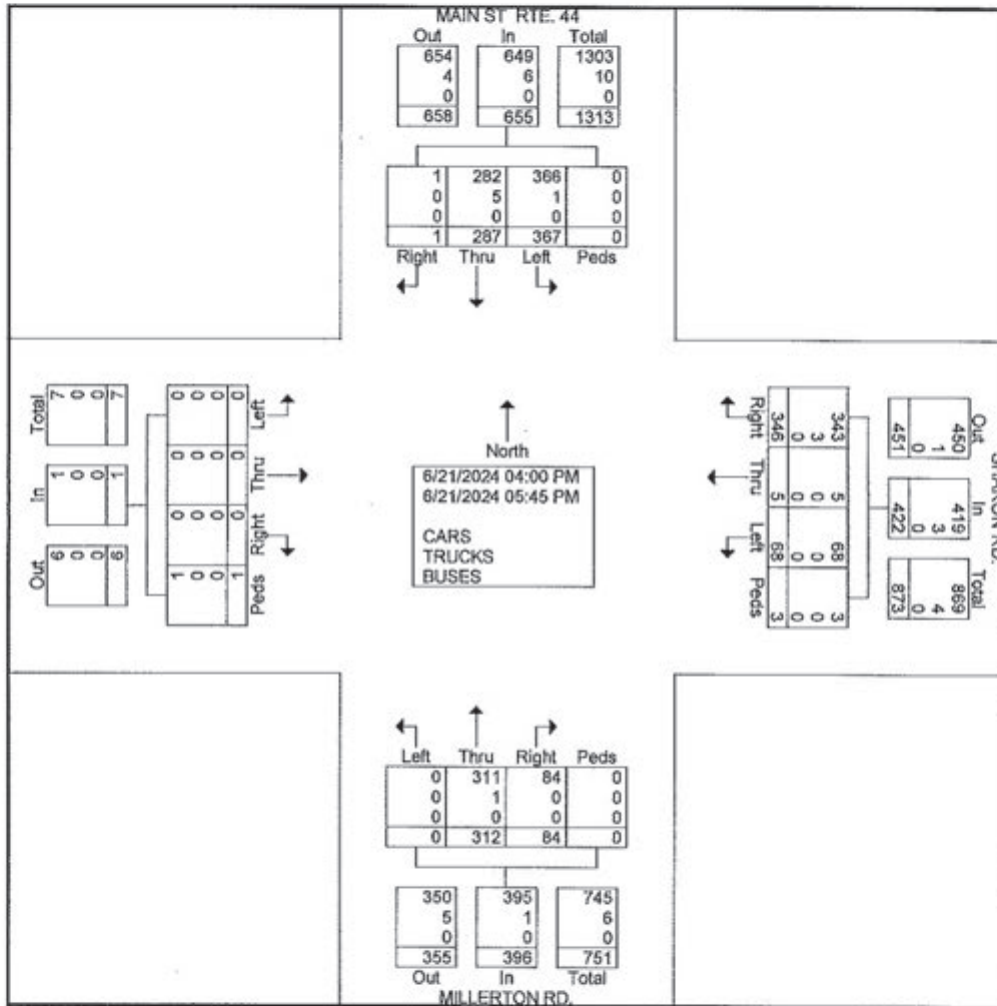 MAIN ST RTE. 44
Out In Total
654 649 1303
4 6 10
0 0 0
658 655 1313
1 282 366 0
0 5 1 0
0 0 0 0
1 287 367 0
Right Thru Left Peds
Total
7 0 0 7
In
1 0 0 1
Out
6 0 0 6
0 0 0 0
Left
0 0 0 0
Thru
0 0 0 0
Right
1 0 0 1
Peds
North
6/21/2024 04:00 PM
6/21/2024 05:45 PM
CARS
TRUCKS
BUSES
Right
343 3 0 346
Thru
5 0 0 5
Left
68 0 0 68
Peds
3 0 0 3
Out
450 1 0 451
In
419 3 0 422
Total
869 4 0 873
RD.
Left Thru Right Peds
0 311 84 0
0 1 0 0
0 0 0 0
0 312 84 0
350 395 745
5 1 6
0 0 0
355 396 751
Out In Total
MILLERTON RD.